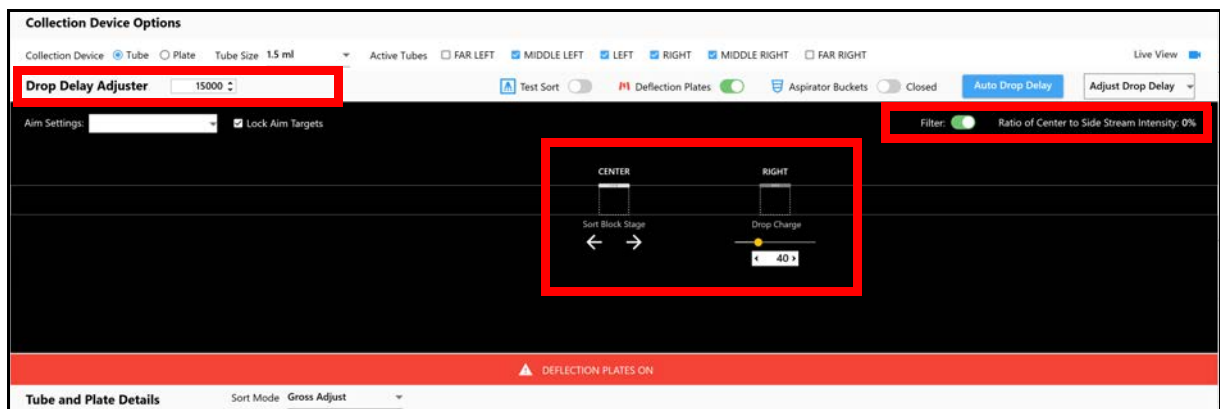 Collection Device Options
Collection Device Tube Plate Tube Size 1.5 ml Active Tubes FAR LEFT MIDDLE LEFT LEFT RIGHT MIDDLE RIGHT FAR RIGHT Live View
Drop Delay Adjuster 15000 Test Sort Deflection Plates Aspirator Buckets Closed Auto Drop Delay Adjust Drop Delay
Aim Settings: Lock Aim Targets Filter: Ratio of Center to Side Stream Intensity: 0%
CENTER RIGHT
Sort Block Stage Drop Charge
40
DEFLECTION PLATES ON
Tube and Plate Details Sort Mode Gross Adjust